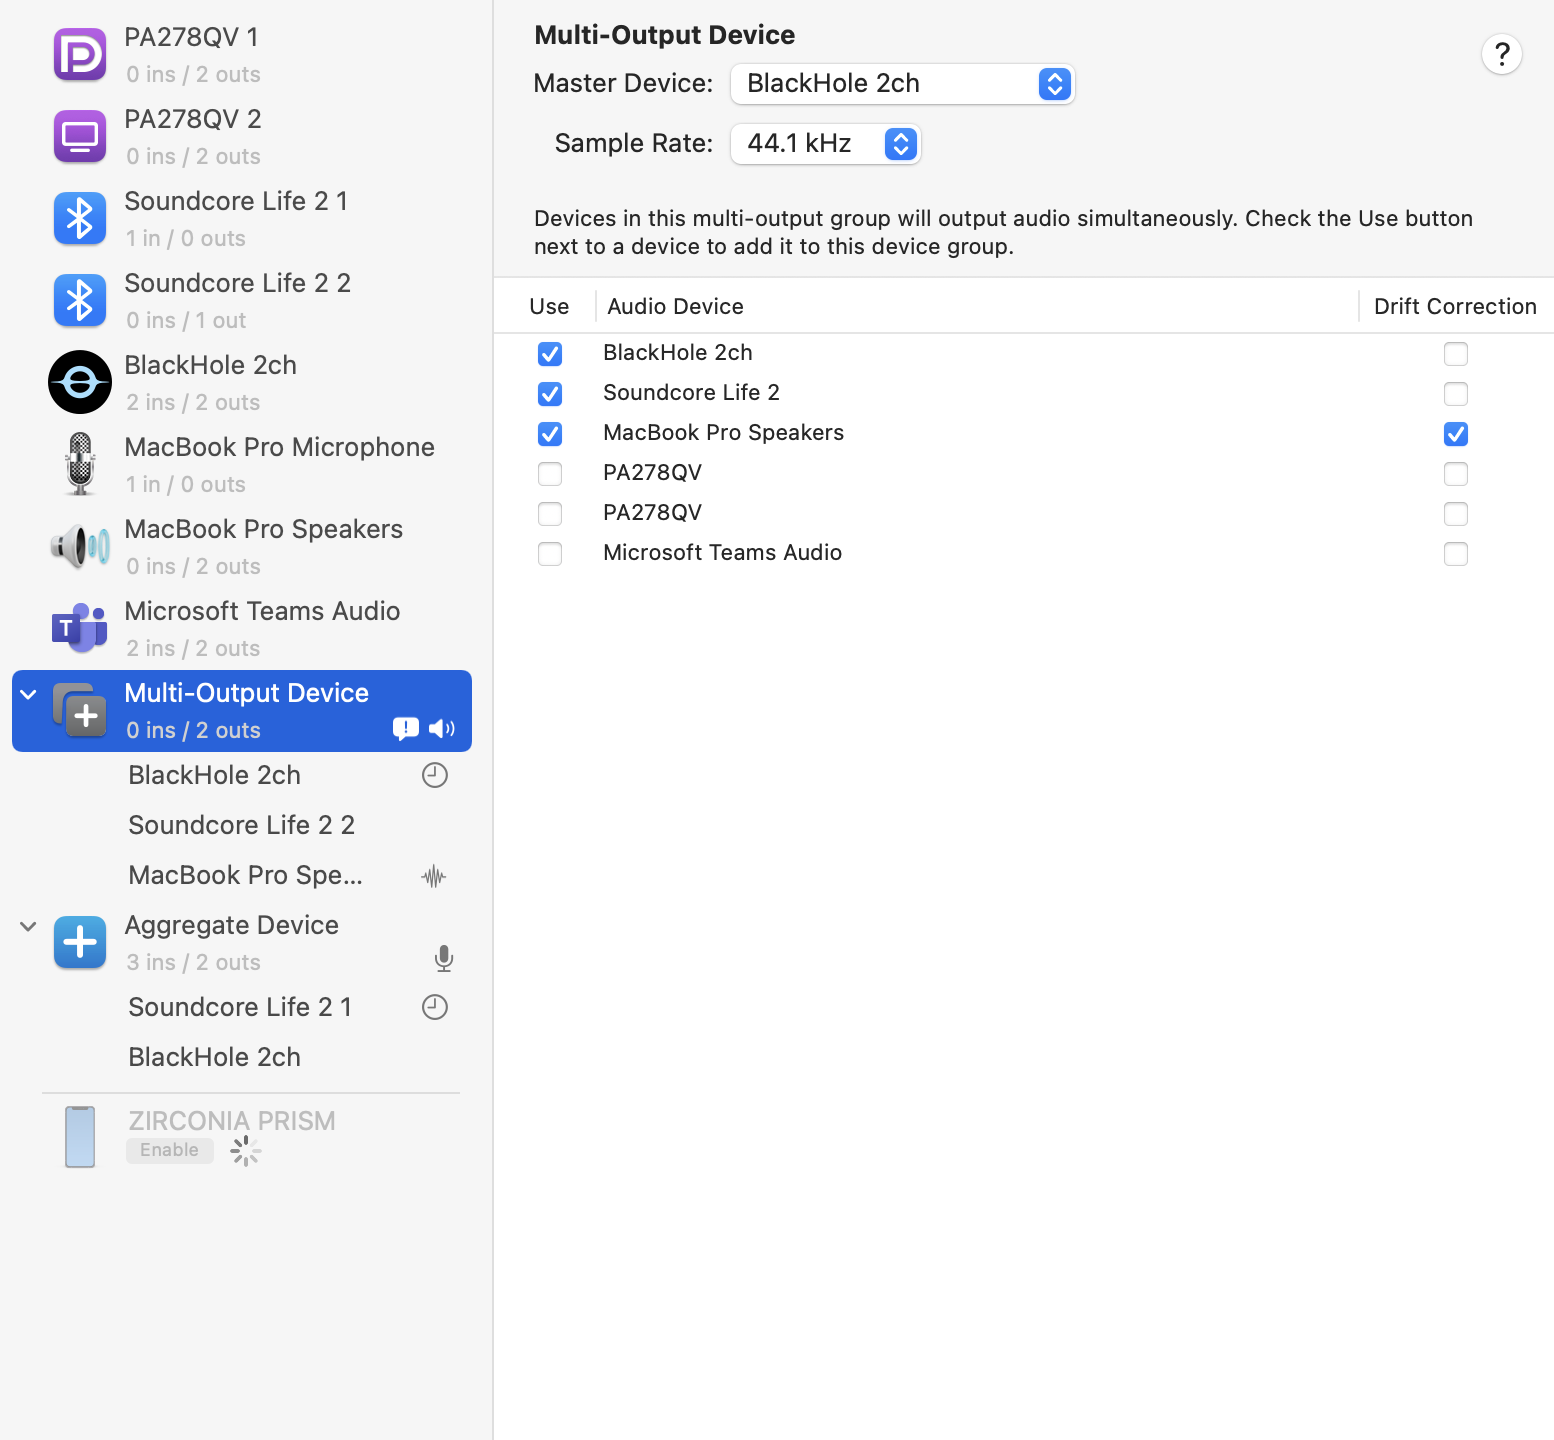 PA278QV 1
0 ins / 2 outs
PA278QV 2
0 ins / 2 outs
Soundcore Life 2 1
1 in / 0 outs
Soundcore Life 2 2
0 ins / 1 out
BlackHole 2ch
2 ins / 2 outs
MacBook Pro Microphone
1 in / 0 outs
MacBook Pro Speakers
0 ins / 2 outs
T
Microsoft Teams Audio
2 ins / 2 outs
Multi-Output Device
0 ins / 2 outs
BlackHole 2ch
Soundcore Life 2 2
MacBook Pro Spe...
Aggregate Device
3 ins / 2 outs
Soundcore Life 2 1
BlackHole 2ch
ZIRCONIA PRISM
Enable
Multi-Output Device
?
Master Device: BlackHole 2ch
Sample Rate: 44.1 kHz
Devices in this multi-output group will output audio simultaneously. Check the Use button
next to a device to add it to this device group.
Use Audio Device Drift Correction
BlackHole 2ch
Soundcore Life 2
MacBook Pro Speakers
PA278QV
PA278QV
Microsoft Teams Audio